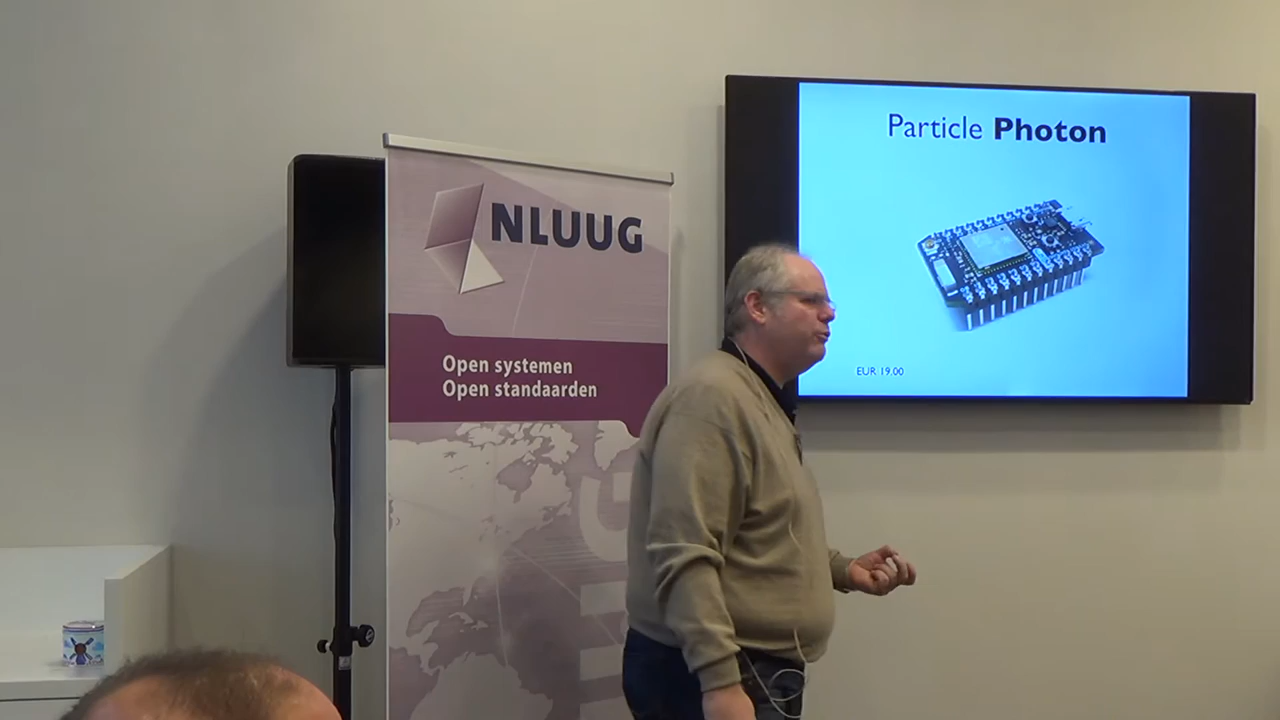 NLUUG
Open systemen
Open standaarden
Particle Photon
EUR 19.00